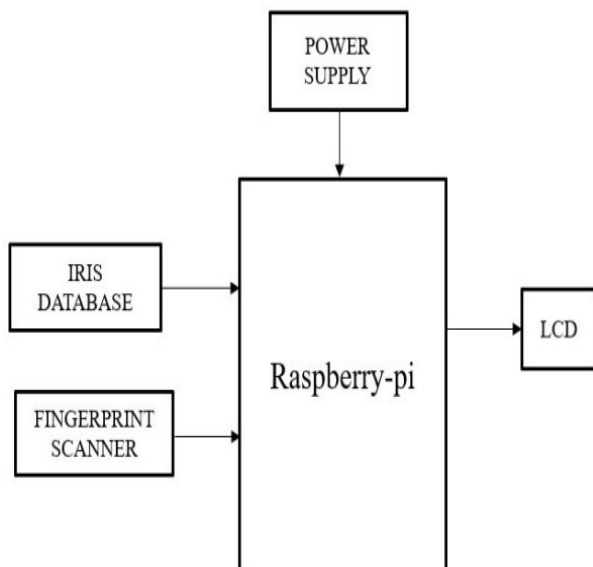 POWER
SUPPLY
IRIS
DATABASE
LCD
Raspberry-pi
FINGERPRINT
SCANNER